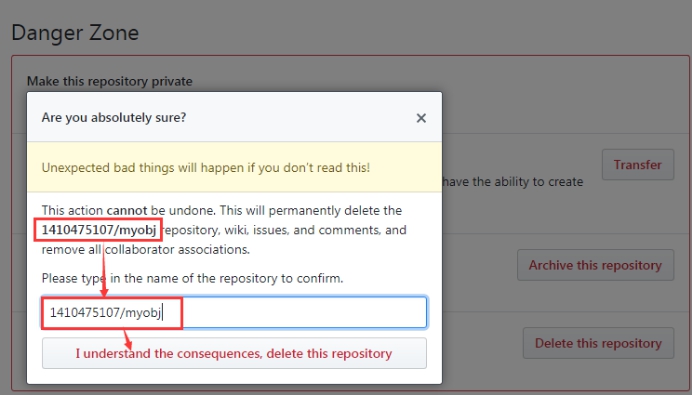 Danger Zone
Make this repository private
Are you absolutely sure?
×
Unexpected bad things will happen if you don't read this!
have the ability to create
Transfer
This action cannot be undone. This will permanently delete the
1410475107/myobj repository, wiki, issues, and comments, and
remove all collaborator associations.
Archive this repository
Please type in the name of the repository to confirm.
1410475107/myobj
I understand the consequences, delete this repository
Delete this repository